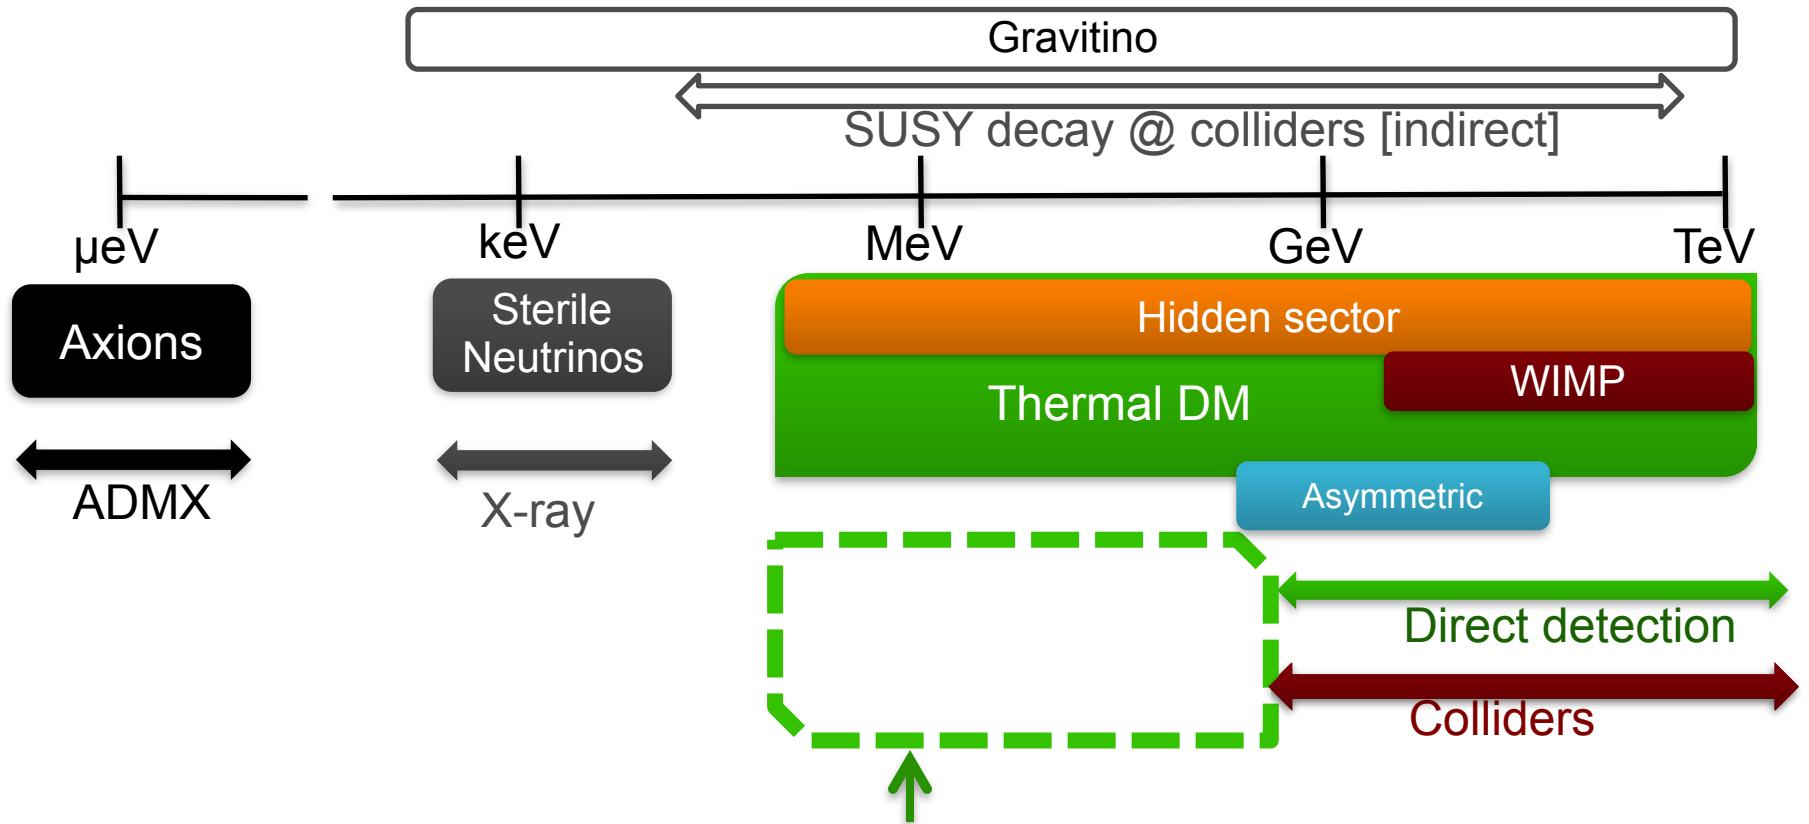 Gravitino
SUSY decay @ colliders [indirect]
µeV
keV
MeV
GeV
TeV
Axions
Sterile
Neutrinos
Hidden sector
WIMP
Thermal DM
Asymmetric
ADMX
X-ray
Direct detection
Colliders